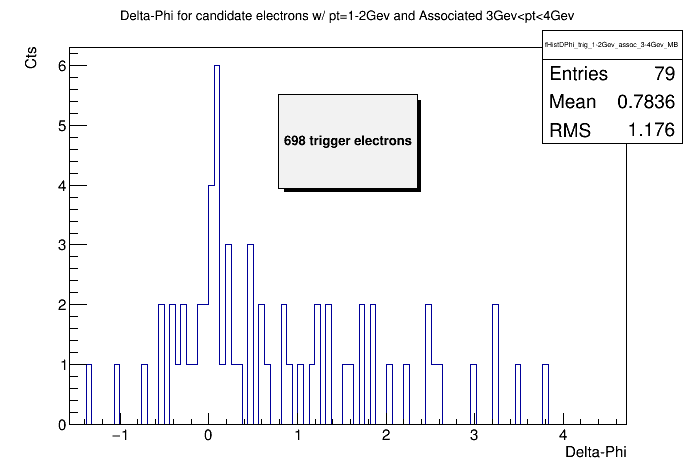 Delta-Phi for candidate electrons w/ pt=1-2Gev and Associated 3Gev<pt<4Gev
fHistDPhi_trig_1-2Gev_assoc_3-4Gev_MB
Entries 79
Mean 0.7836
RMS 1.176
Cts
698 trigger electrons
6
5
4
3
2
1
0
−1 0 1 2 3 4
Delta-Phi